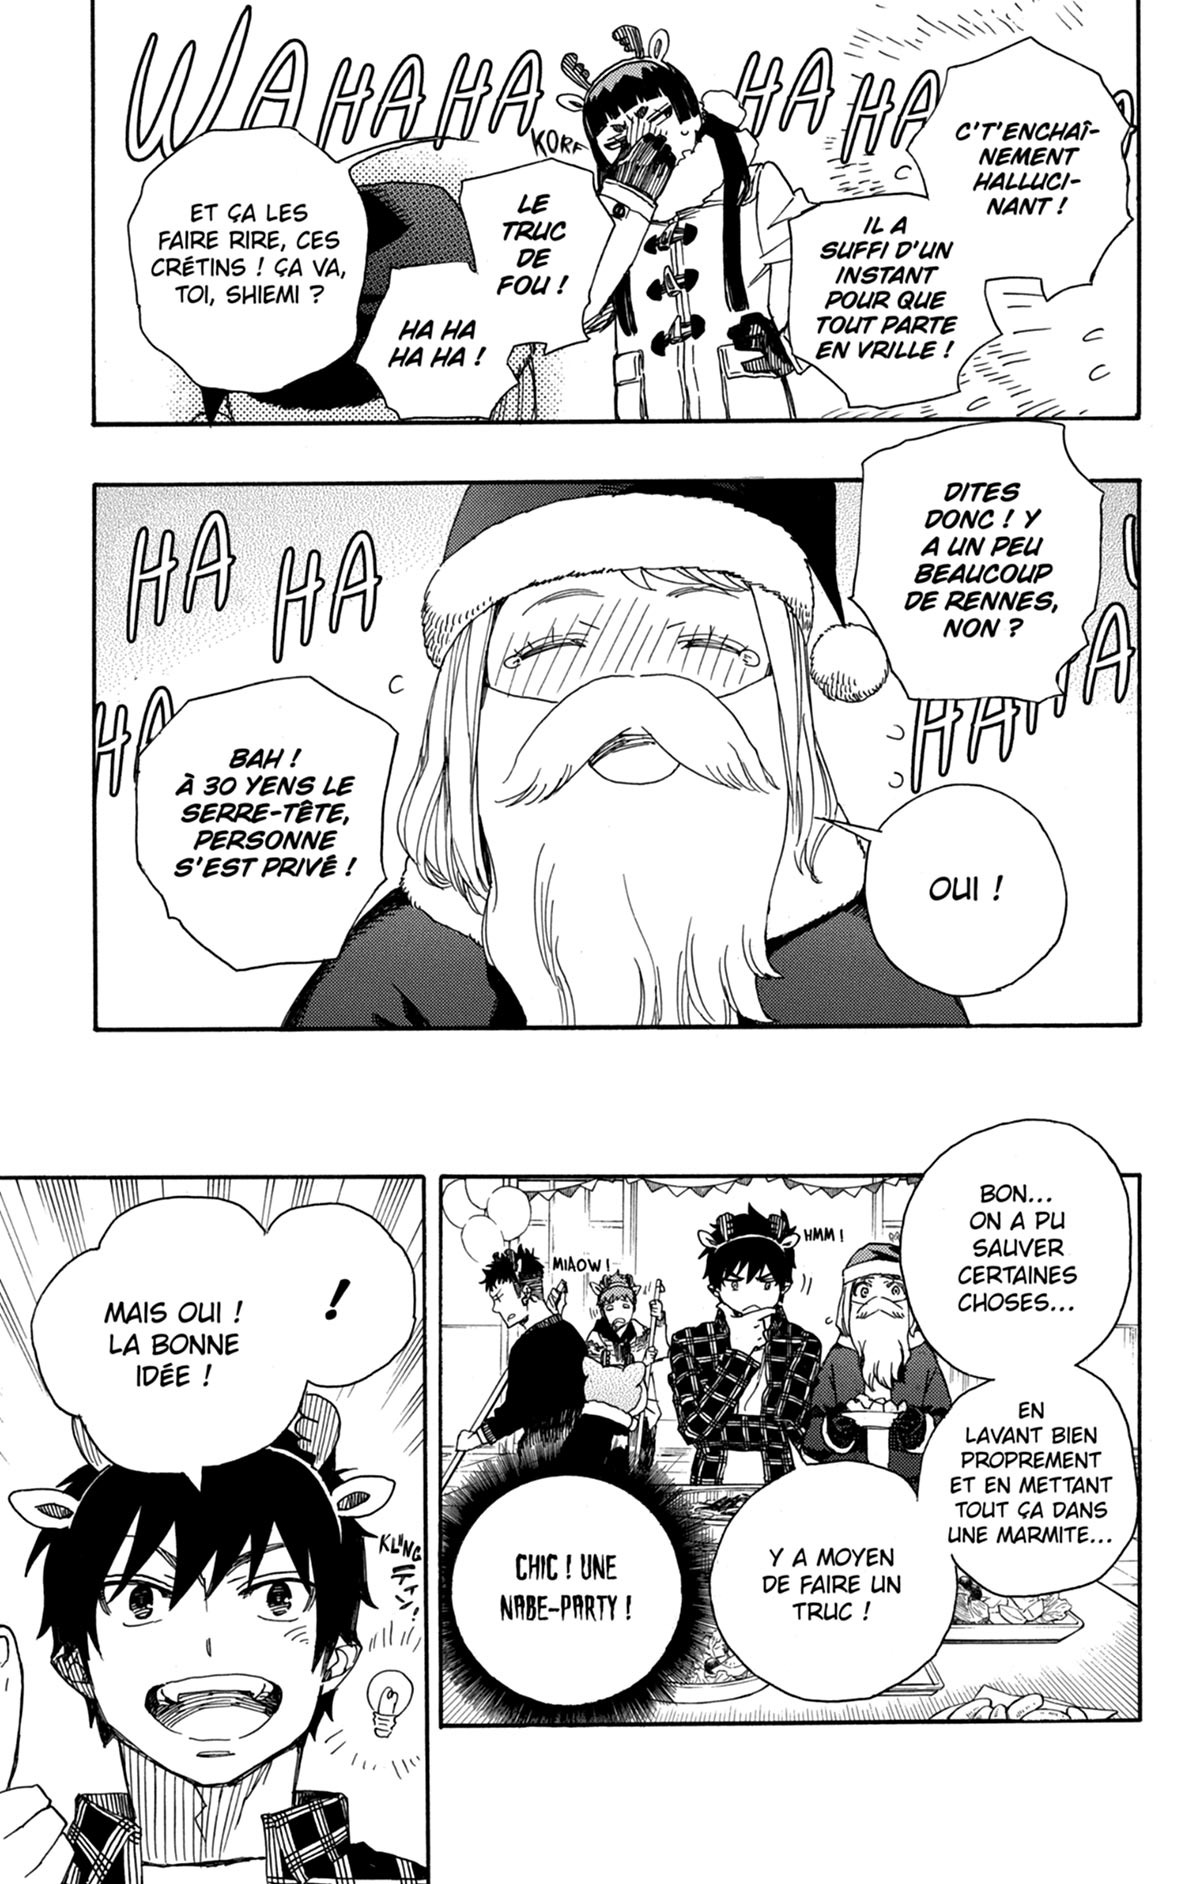 WAHAHAHA
HAHA
C'T'ENCHAÎ-
NEMENT
HALLUCI-
NANT !
IL A
SUFFI D'UN
INSTANT
POUR QUE
TOUT PARTE
EN VRILLE !
KORF
LE
TRUC
DE
FOU !
HA HA
HA HA !
ET ÇA LES
FAIRE RIRE, CES
CRÉTINS ! ÇA VA,
TOI, SHIEMI ?
DITES
DONC ! Y
A UN PEU
BEAUCOUP
DE RENNES,
NON ?
HA
HA
HA
HAHAHA
BAH !
À 30 YENS LE
SERRE-TÊTE,
PERSONNE
S'EST PRIVÉ !
OUI !
BON...
ON A PU
SAUVER
CERTAINES
CHOSES...
HMM !
MIAOW !
EN
LAVANT BIEN
PROPREMENT
ET EN METTANT
TOUT ÇA DANS
UNE MARMITE...
Y A MOYEN
DE FAIRE UN
TRUC !
CHIC ! UNE
NABE-PARTY !
!
MAIS OUI !
LA BONNE
IDÉE !
KLIING